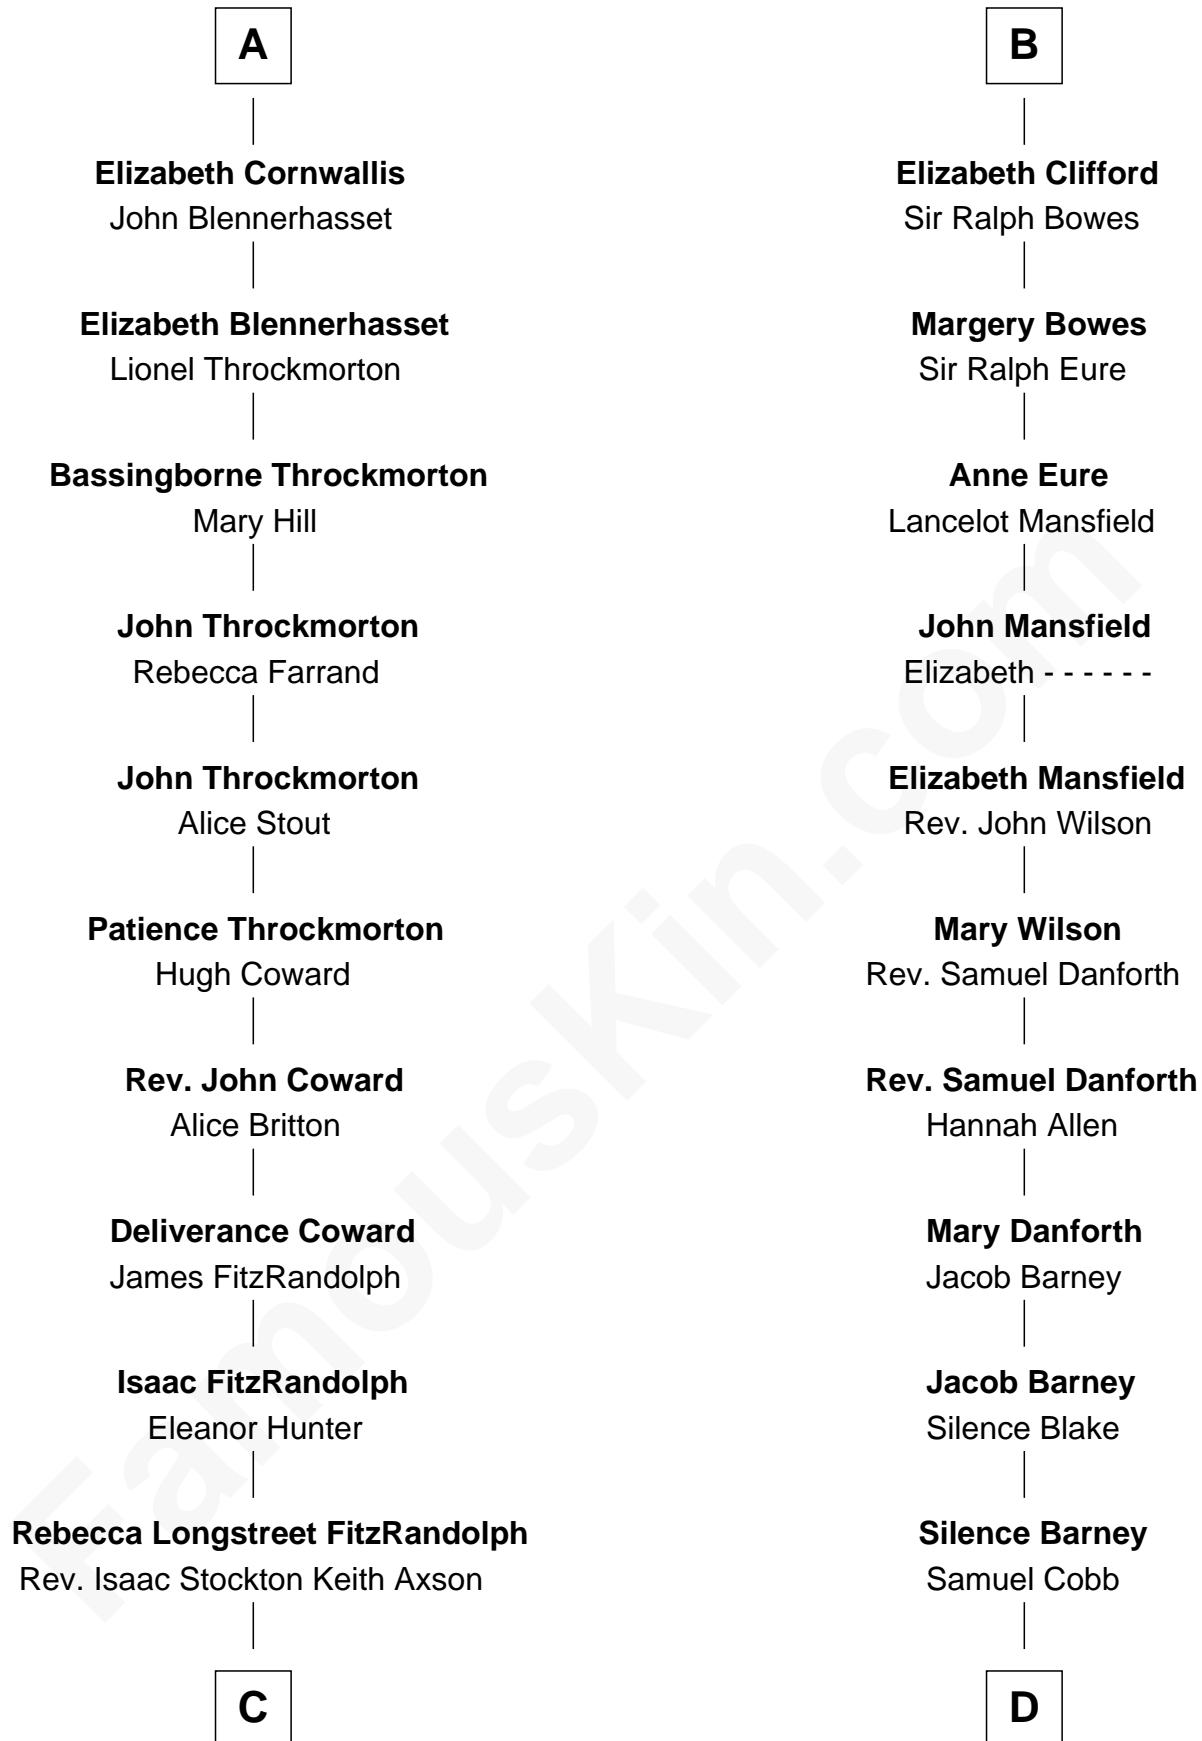 A
Elizabeth Cornwallis
John Blennerhasset
Elizabeth Blennerhasset
Lionel Throckmorton
Bassingborne Throckmorton
Mary Hill
John Throckmorton
Rebecca Farrand
John Throckmorton
Alice Stout
Patience Throckmorton
Hugh Coward
Rev. John Coward
Alice Britton
Deliverance Coward
James FitzRandolph
Isaac FitzRandolph
Eleanor Hunter
Rebecca Longstreet FitzRandolph
Rev. Isaac Stockton Keith Axson
C
B
Elizabeth Clifford
Sir Ralph Bowes
Margery Bowes
Sir Ralph Eure
Anne Eure
Lancelot Mansfield
John Mansfield
Elizabeth - - - - - -
Elizabeth Mansfield
Rev. John Wilson
Mary Wilson
Rev. Samuel Danforth
Rev. Samuel Danforth
Hannah Allen
Mary Danforth
Jacob Barney
Jacob Barney
Silence Blake
Silence Barney
Samuel Cobb
D
FamousKin.com